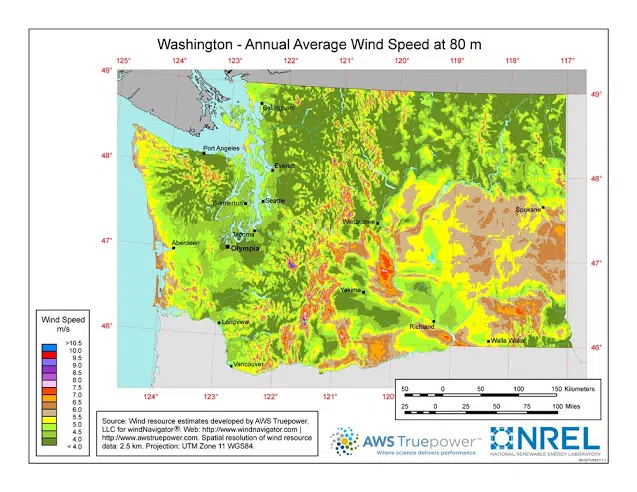 Washington - Annual Average Wind Speed at 80 m
125° 124° 123° 122° 121° 120° 119° 118° 117°
49° 49°
Bellingham
Port Angeles
48° 48°
Everett
Bremerton Seattle
Wenatchee
Spokane
Tacoma
Aberdeen Olympia
47° 47°
Yakima
Longview Richland
46° 46°
Walla Walla
Vancouver
124° 123° 122° 121° 120°
Wind Speed
m/s
>10.5
10.0
9.5
9.0
8.5
8.0
7.5
7.0
6.5
6.0
5.5
5.0
4.5
4.0
< 4.0
50 0 50 100 150 Kilometers
25 0 25 50 75 100 Miles
Source: Wind resource estimates developed by AWS Truepower,
LLC for windNavigator®. Web: http://www.windnavigator.com |
http://www.awstruepower.com. Spatial resolution of wind resource
data: 2.5 km. Projection: UTM Zone 11 WGS84.
AWS Truepower™
Where science delivers performance.
NREL
NATIONAL RENEWABLE ENERGY LABORATORY